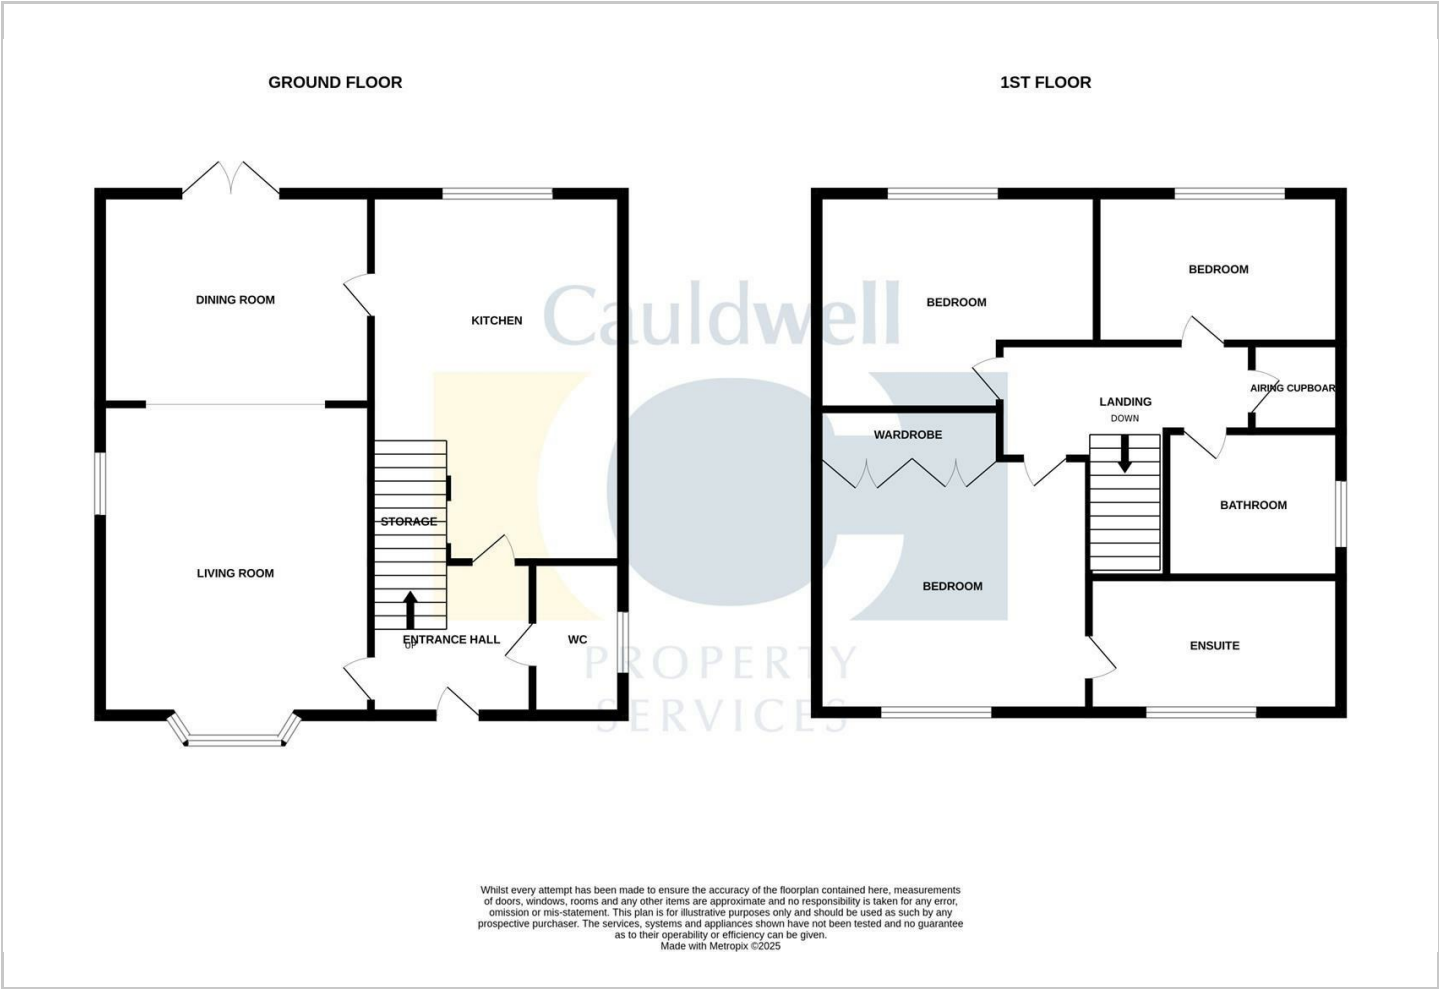 GROUND FLOOR
1ST FLOOR
DINING ROOM
KITCHEN
STORAGE
LIVING ROOM
ENTRANCE HALL
UP
WC
BEDROOM
BEDROOM
LANDING
DOWN
AIRING CUPBOAR
WARDROBE
BATHROOM
BEDROOM
ENSUITE
Cauldwell
PROPERTY
SERVICES
Whilst every attempt has been made to ensure the accuracy of the floorplan contained here, measurements
of doors, windows, rooms and any other items are approximate and no responsibility is taken for any error,
omission or mis-statement. This plan is for illustrative purposes only and should be used as such by any
prospective purchaser. The services, systems and appliances shown have not been tested and no guarantee
as to their operability or efficiency can be given.
Made with Metropix ©2025